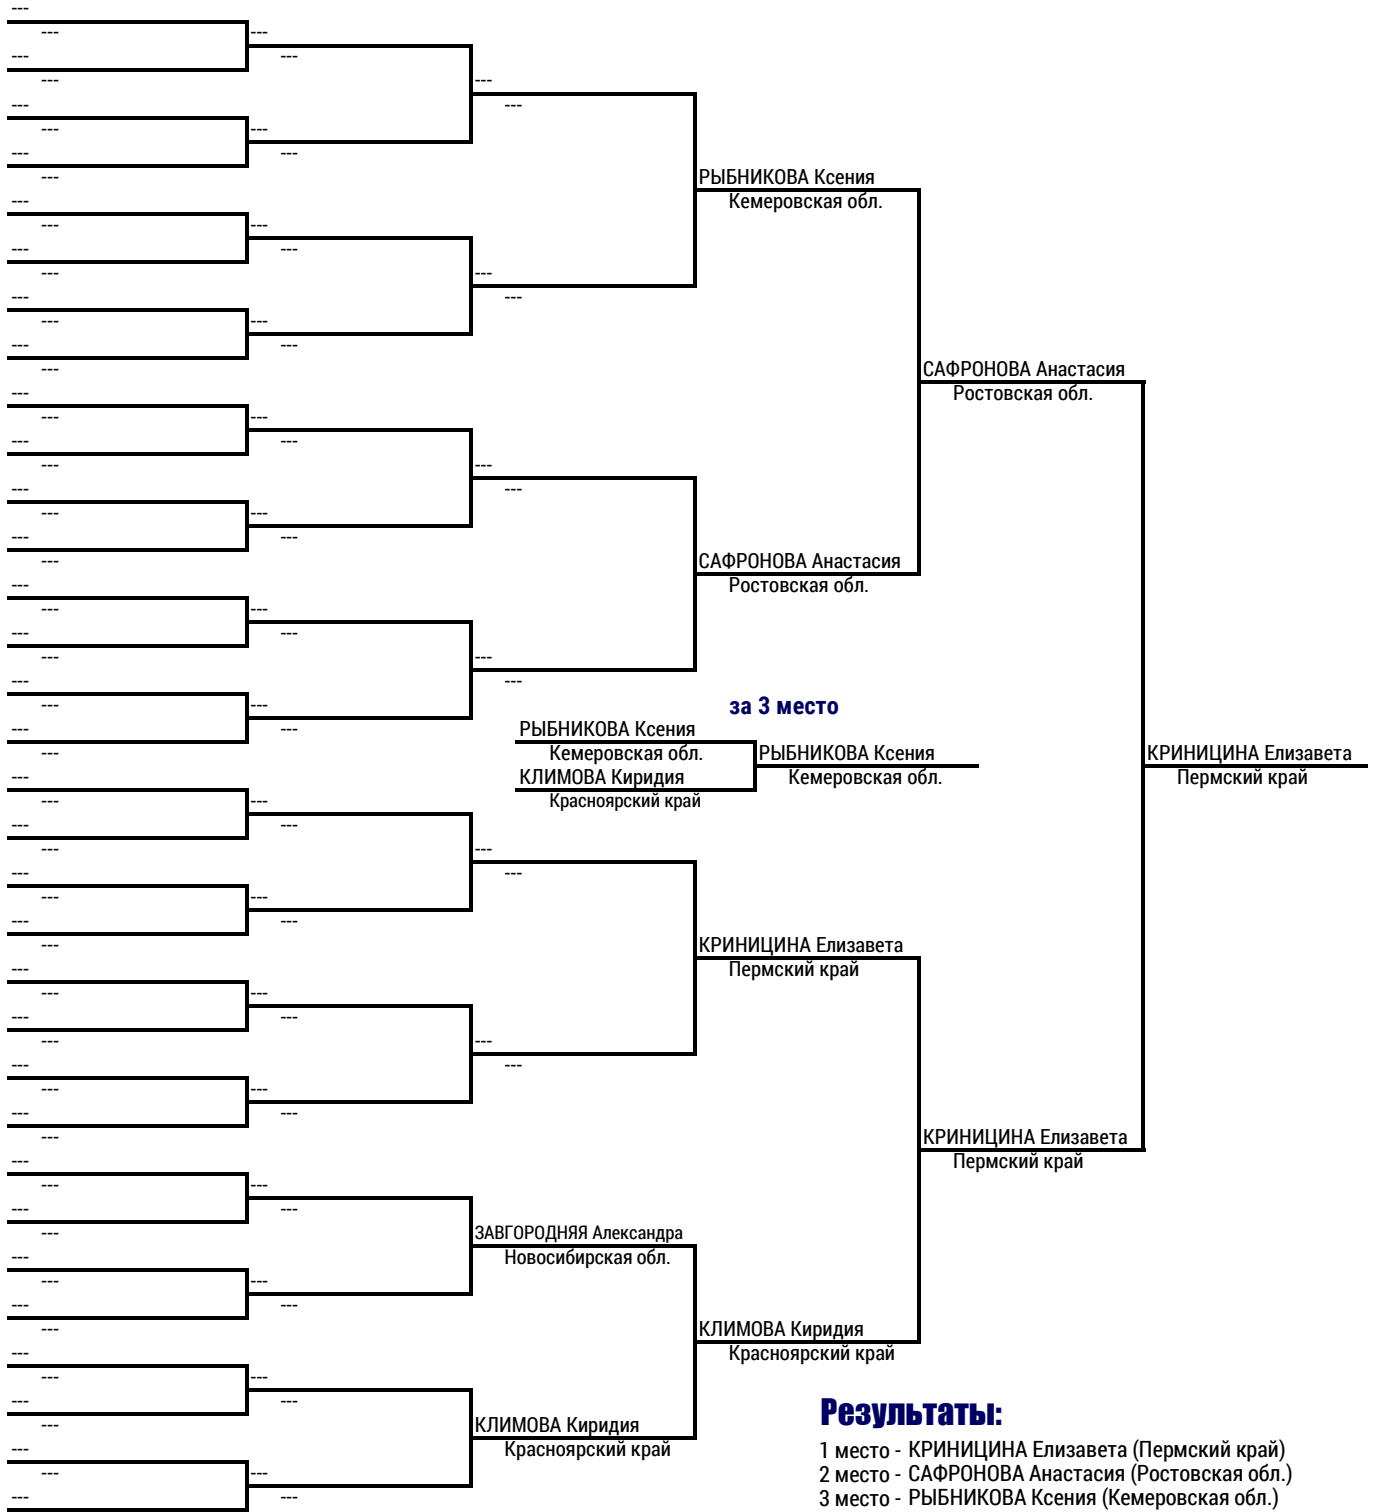 ---
--- ---
--- ---
--- ---
--- ---
--- ---
--- ---
--- РЫБНИКОВА Ксения
--- Кемеровская обл.
--- ---
--- ---
--- ---
--- ---
--- ---
--- ---
--- САФРОНОВА Анастасия
--- Ростовская обл.
--- ---
--- ---
--- ---
--- ---
--- ---
--- ---
--- САФРОНОВА Анастасия
--- Ростовская обл.
--- ---
--- ---
--- ---
--- ---
--- --- за 3 место
--- --- РЫБНИКОВА Ксения
--- Кемеровская обл. РЫБНИКОВА Ксения КРИНИЦИНА Елизавета
--- КЛИМОВА Киридия Кемеровская обл. Пермский край
--- --- Красноярский край
--- ---
--- ---
--- ---
--- ---
--- ---
--- КРИНИЦИНА Елизавета
--- Пермский край
--- ---
--- ---
--- ---
--- ---
--- ---
--- ---
--- КРИНИЦИНА Елизавета
--- Пермский край
--- ---
--- ---
--- ЗАВГОРОДНЯЯ Александра
--- Новосибирская обл.
--- ---
--- ---
--- КЛИМОВА Киридия
--- Красноярский край
--- ---
--- ---
Результаты:
--- КЛИМОВА Киридия
--- Красноярский край 1 место - КРИНИЦИНА Елизавета (Пермский край)
--- --- 2 место - САФРОНОВА Анастасия (Ростовская обл.)
--- --- 3 место - РЫБНИКОВА Ксения (Кемеровская обл.)